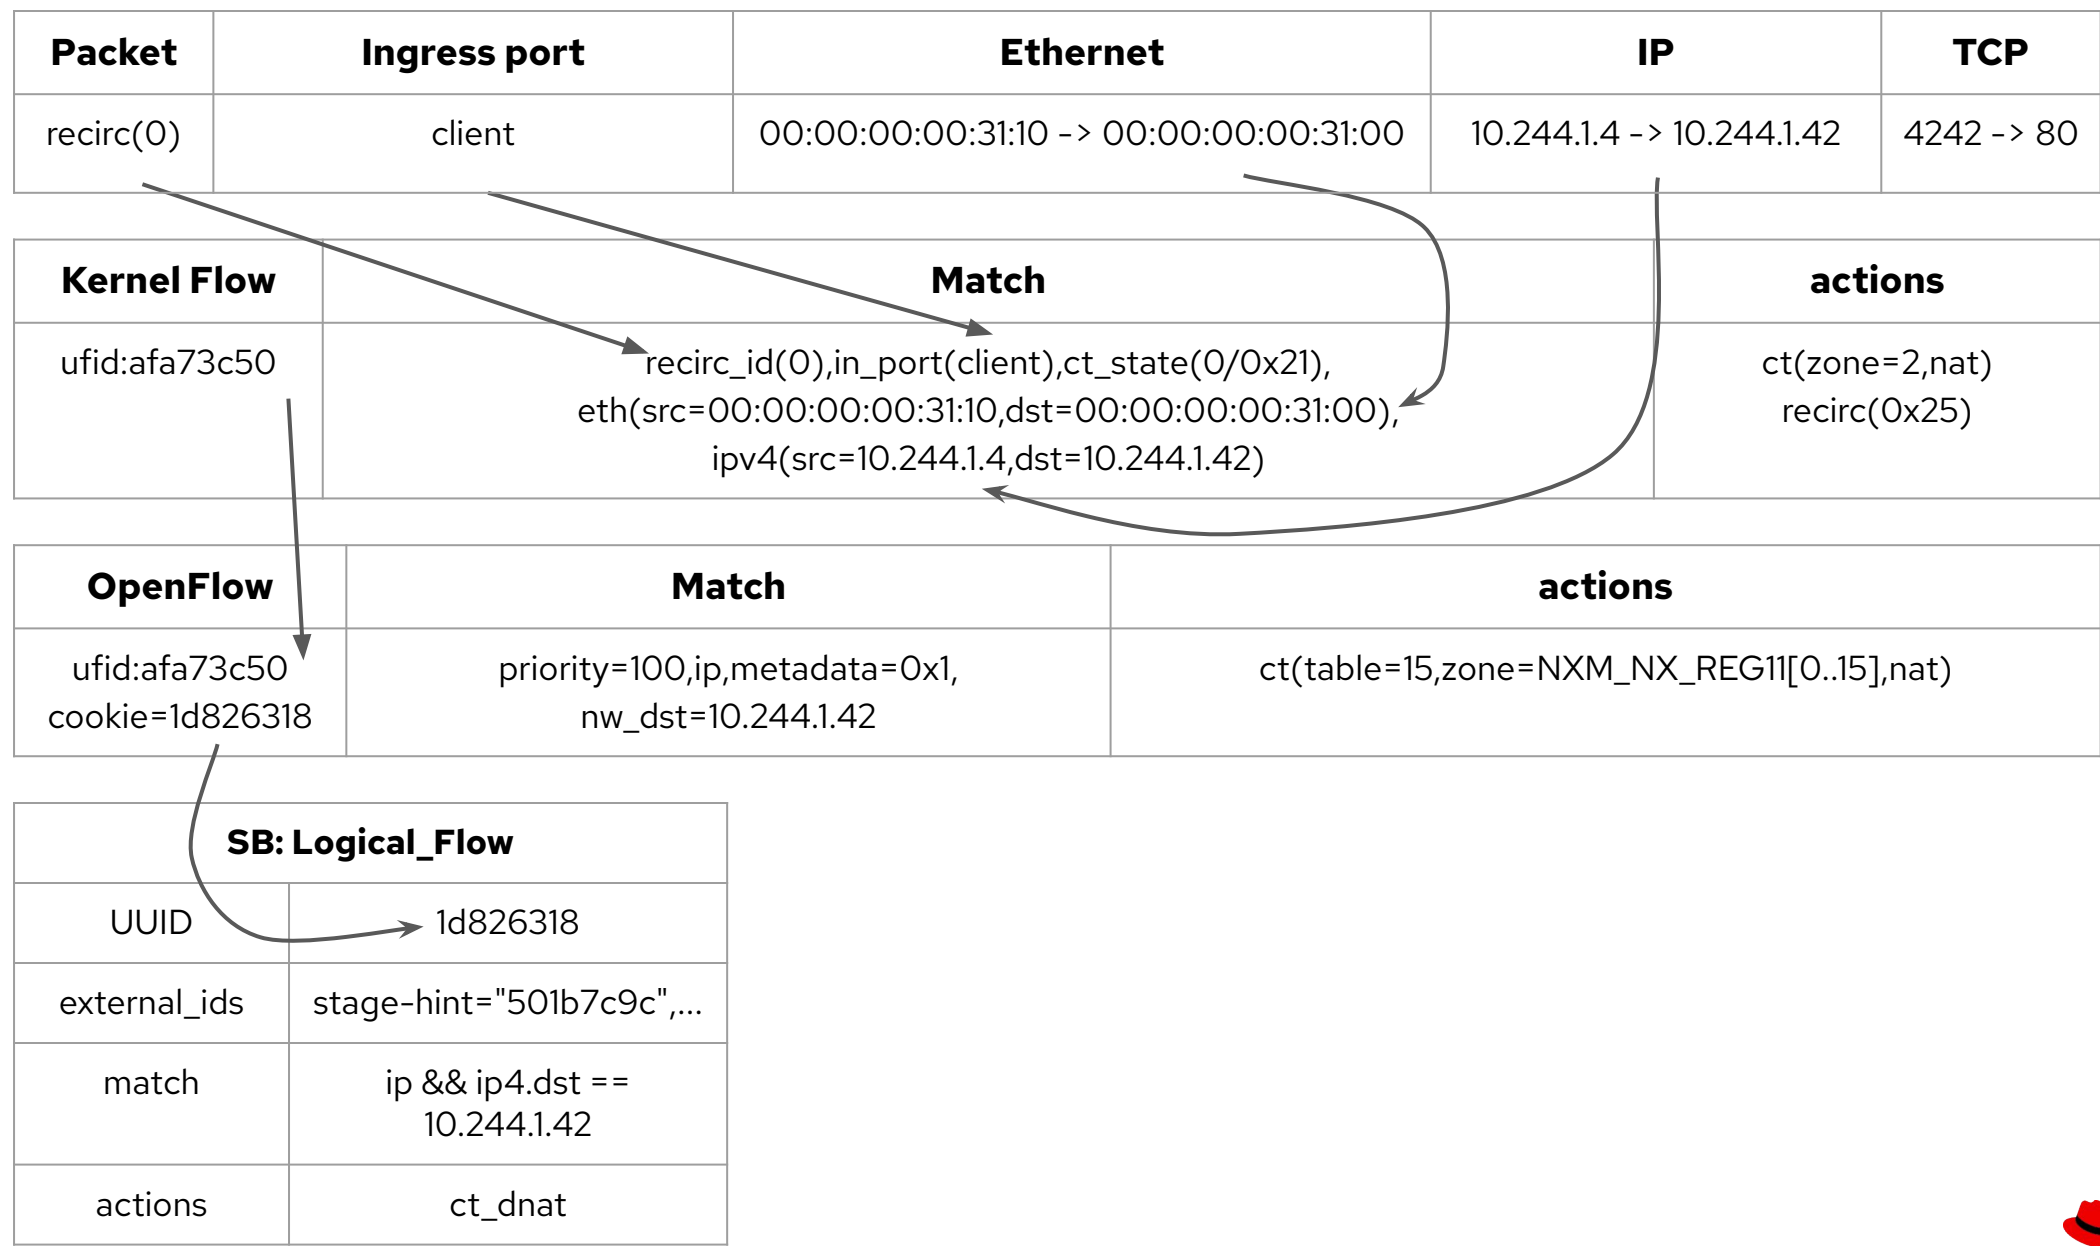 Packet Ingress port Ethernet IP TCP
recirc(0) client 00:00:00:00:31:10 -> 00:00:00:00:31:00 10.244.1.4 -> 10.244.1.42 4242 -> 80
Kernel Flow Match actions
ufid:afa73c50 recirc_id(0),in_port(client),ct_state(0/0x21), ct(zone=2,nat)
eth(src=00:00:00:00:31:10,dst=00:00:00:00:31:00), recirc(0x25)
ipv4(src=10.244.1.4,dst=10.244.1.42)
OpenFlow Match actions
ufid:afa73c50 priority=100,ip,metadata=0x1, ct(table=15,zone=NXM_NX_REG11[0..15],nat)
cookie=1d826318 nw_dst=10.244.1.42
SB: Logical_Flow
UUID 1d826318
external_ids stage-hint="501b7c9c",...
match ip && ip4.dst ==
10.244.1.42
actions ct_dnat